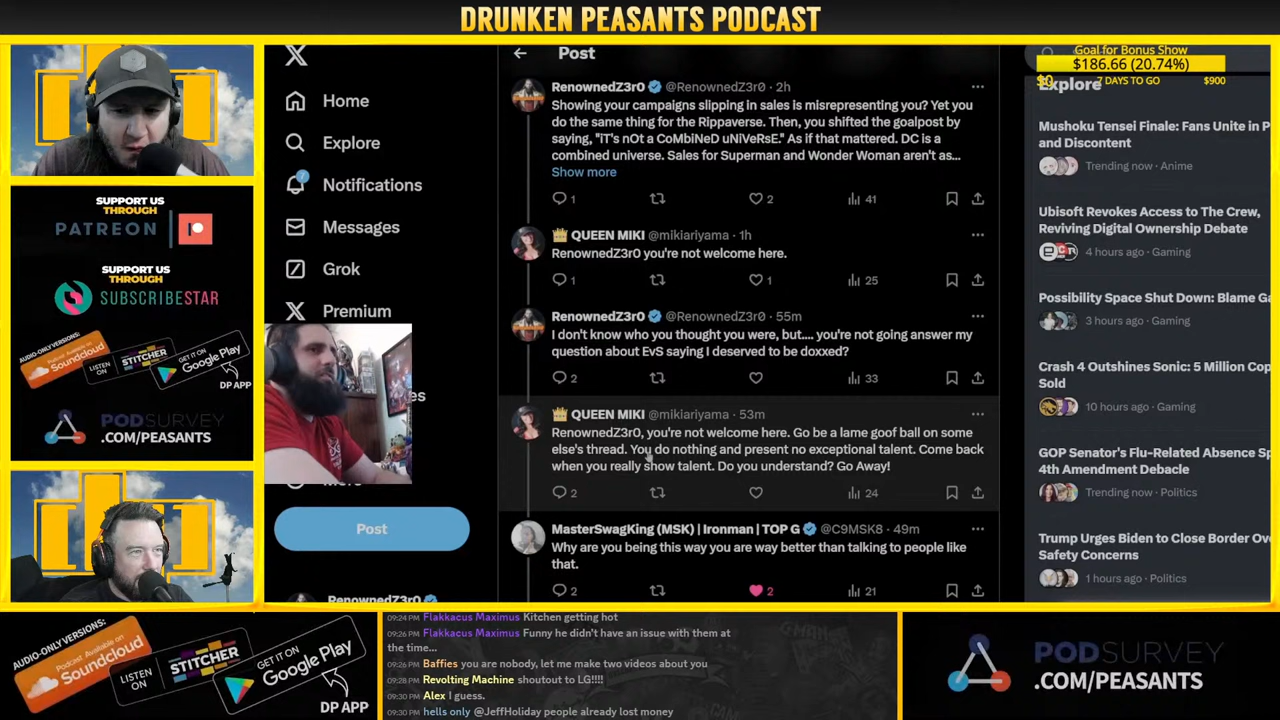 DRUNKEN PEASANTS PODCAST
SUPPORT US
THROUGH
PATREON
SUPPORT US
THROUGH
SUBSCRIBESTAR
AUDIO-ONLY VERSIONS:
Podcast Available on
Soundcloud
LISTEN
ON
STITCHER
GET IT ON
Google Play
DP APP
PODSURVEY
.COM/PEASANTS
Home
Explore
Notifications
Messages
Grok
Premium
Post
RenownedZ3r0
Post
RenownedZ3r0 @RenownedZ3r0 · 2h
Showing your campaigns slipping in sales is misrepresenting you? Yet you
do the same thing for the Rippaverse. Then, you shifted the goalpost by
saying, "iT's nOt a CoMbiNeD uNiVeRsE." As if that mattered. DC is a
combined universe. Sales for Superman and Wonder Woman aren't as...
Show more
1 2 41
QUEEN MIKI @mikiariyama · 1h
RenownedZ3r0 you're not welcome here.
1 1 25
RenownedZ3r0 @RenownedZ3r0 · 55m
I don't know who you thought you were, but.... you're not going answer my
question about EvS saying I deserved to be doxxed?
2 33
QUEEN MIKI @mikiariyama · 53m
RenownedZ3r0, you're not welcome here. Go be a lame goof ball on some
else's thread. You do nothing and present no exceptional talent. Come back
when you really show talent. Do you understand? Go Away!
2 24
MasterSwagKing (MSK) | Ironman | TOP G @C9MSK8 · 49m
Why are you being this way you are way better than talking to people like
that.
2 2 21
Goal for Bonus Show
$186.66 (20.74%)
$0 7 DAYS TO GO $900
Explore
Mushoku Tensei Finale: Fans Unite in P
and Discontent
Trending now · Anime
Ubisoft Revokes Access to The Crew,
Reviving Digital Ownership Debate
4 hours ago · Gaming
Possibility Space Shut Down: Blame Ga
3 hours ago · Gaming
Crash 4 Outshines Sonic: 5 Million Cop
Sold
10 hours ago · Gaming
GOP Senator's Flu-Related Absence Sp
4th Amendment Debacle
Trending now · Politics
Trump Urges Biden to Close Border Ove
Safety Concerns
1 hours ago · Politics
AUDIO-ONLY VERSIONS:
Podcast Available on
Soundcloud
LISTEN
ON
STITCHER
GET IT ON
Google Play
DP APP
09:24 PM Flakkacus Maximus Kitchen getting hot
09:26 PM Flakkacus Maximus Funny he didn't have an issue with them at
the time...
09:26 PM Baffies you are nobody, let me make two videos about you
09:28 PM Revolting Machine shoutout to LG!!!!
09:30 PM Alex I guess.
09:30 PM hells only @JeffHoliday people already lost money
PODSURVEY
.COM/PEASANTS